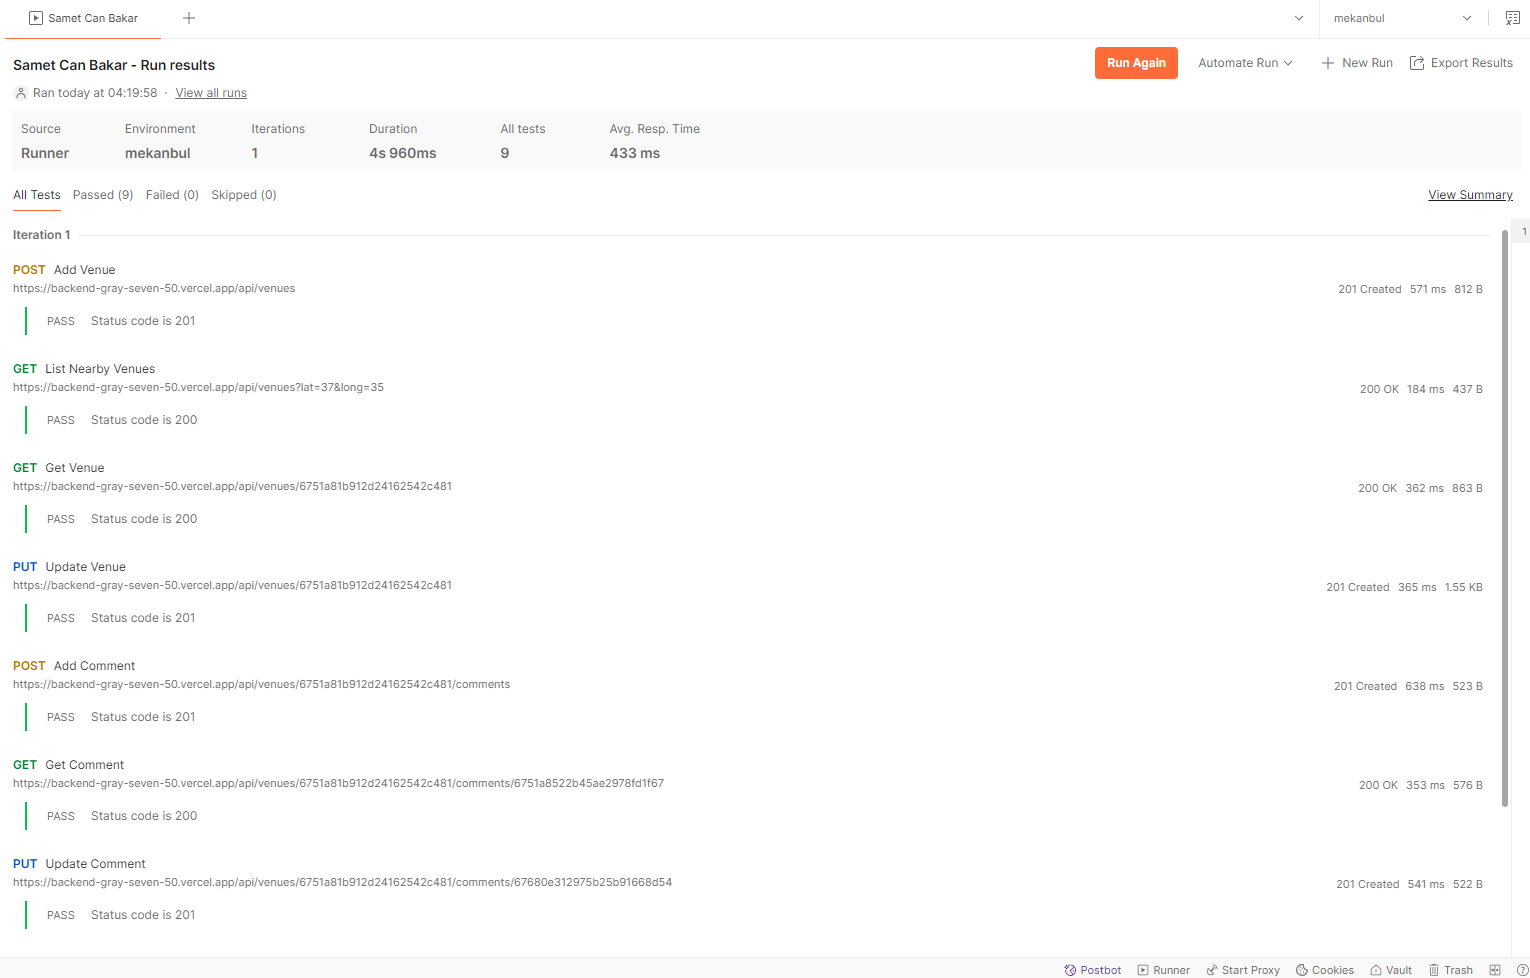 Samet Can Bakar
mekanbul
Samet Can Bakar - Run results
Run Again
Automate Run
New Run
Export Results
Ran today at 04:19:58 · View all runs
Source Environment Iterations Duration All tests Avg. Resp. Time
Runner mekanbul 1 4s 960ms 9 433 ms
All Tests Passed (9) Failed (0) Skipped (0) View Summary
Iteration 1
1
POST Add Venue
https://backend-gray-seven-50.vercel.app/api/venues
201 Created 571 ms 812 B
PASS Status code is 201
GET List Nearby Venues
https://backend-gray-seven-50.vercel.app/api/venues?lat=37&long=35
200 OK 184 ms 437 B
PASS Status code is 200
GET Get Venue
https://backend-gray-seven-50.vercel.app/api/venues/6751a81b912d24162542c481
200 OK 362 ms 863 B
PASS Status code is 200
PUT Update Venue
https://backend-gray-seven-50.vercel.app/api/venues/6751a81b912d24162542c481
201 Created 365 ms 1.55 KB
PASS Status code is 201
POST Add Comment
https://backend-gray-seven-50.vercel.app/api/venues/6751a81b912d24162542c481/comments
201 Created 638 ms 523 B
PASS Status code is 201
GET Get Comment
https://backend-gray-seven-50.vercel.app/api/venues/6751a81b912d24162542c481/comments/6751a8522b45ae2978fd1f67
200 OK 353 ms 576 B
PASS Status code is 200
PUT Update Comment
https://backend-gray-seven-50.vercel.app/api/venues/6751a81b912d24162542c481/comments/67680e312975b25b91668d54
201 Created 541 ms 522 B
PASS Status code is 201
Postbot Runner Start Proxy Cookies Vault Trash